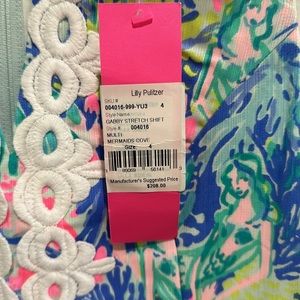 Lilly Pulitzer
SKU #
004016-999-YU3 4
Style Name
GABBY STRETCH SHIFT
Style # 004016
MULTI
MERMAIDS COVE
Size: 4
Manufacturer's Suggested Price
$208.00